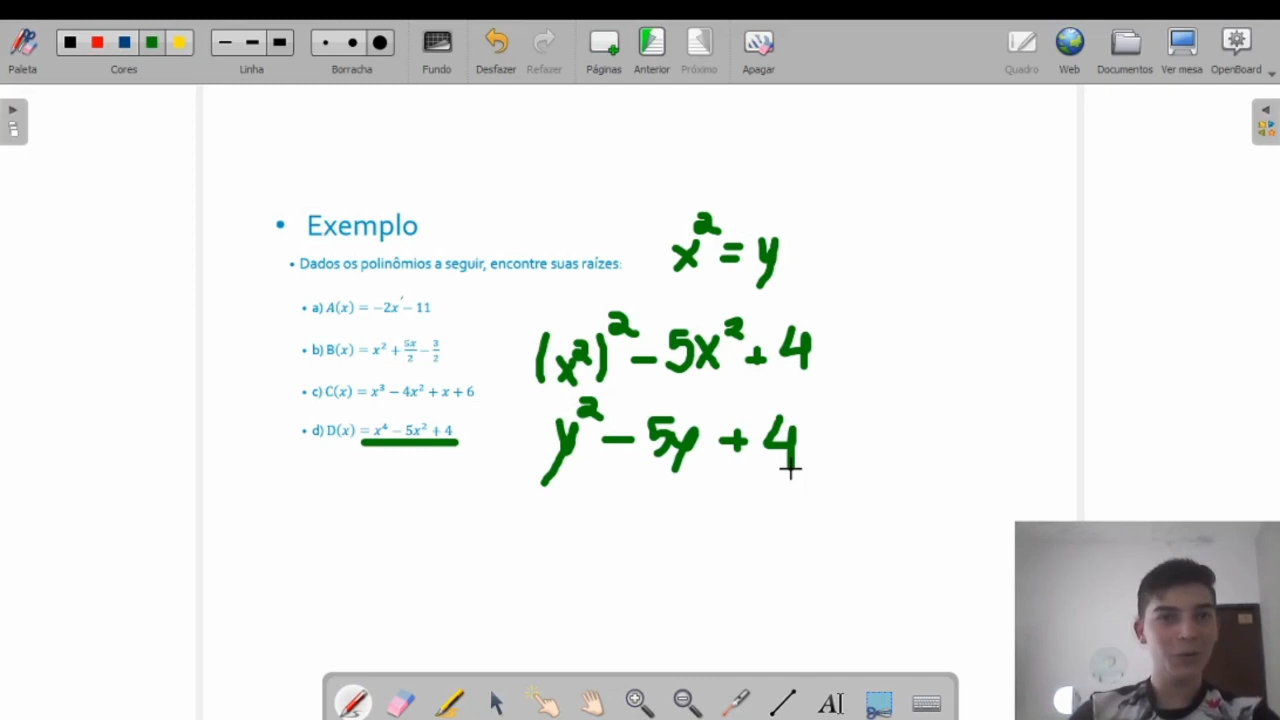 Paleta
Cores
Linha
Borracha
Fundo
Desfazer
Refazer
Páginas
Anterior
Próximo
Apagar
Quadro
Web
Documentos
Ver mesa
OpenBoard
• Exemplo
• Dados os polinômios a seguir, encontre suas raízes:
• a) A(x) = −2x − 11
• b) B(x) = x² + 5x/2 − 3/2
• c) C(x) = x³ − 4x² + x + 6
• d) D(x) = x⁴ − 5x² + 4
x² = y
(x²)² − 5x² + 4
y² − 5y + 4
AI